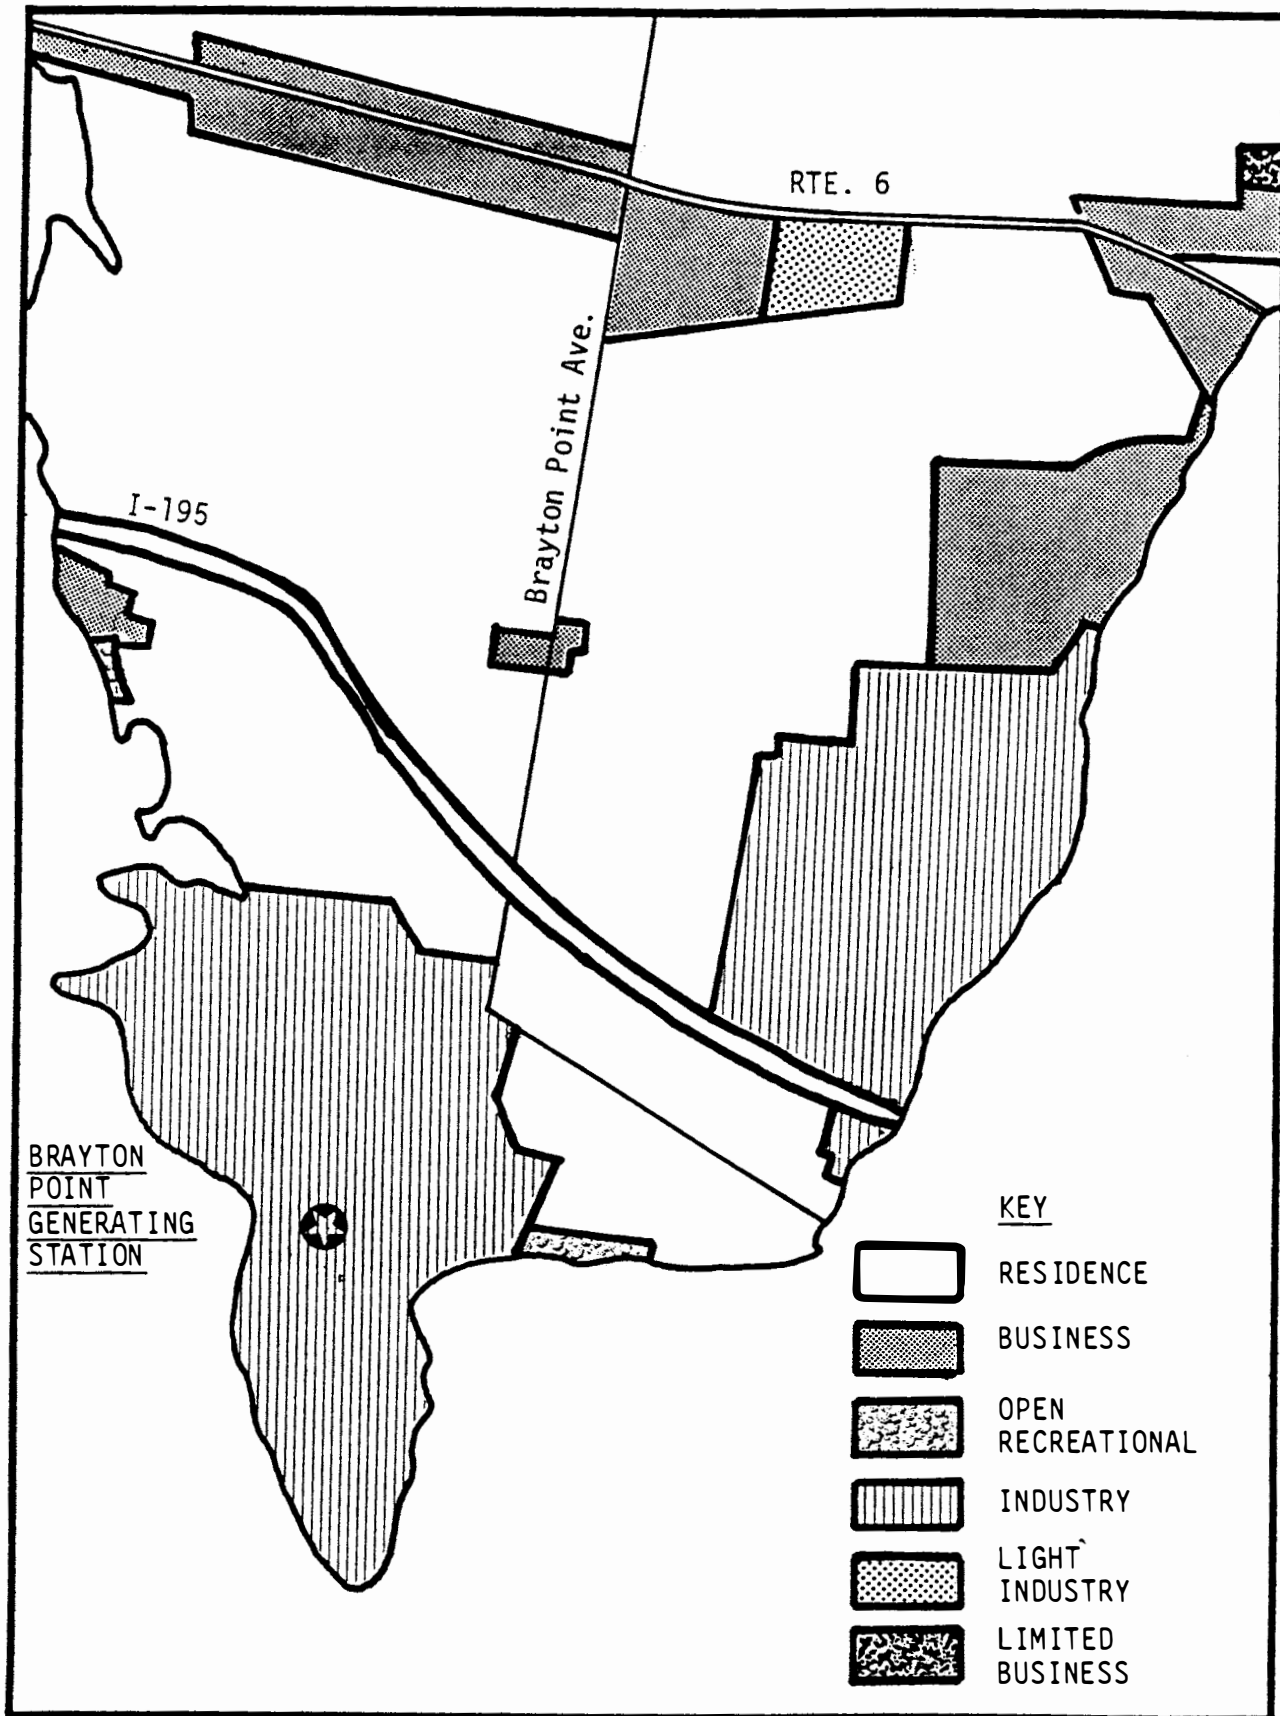 RTE. 6
Brayton Point Ave.
I-195
BRAYTON
POINT
GENERATING
STATION
KEY
RESIDENCE
BUSINESS
OPEN
RECREATIONAL
INDUSTRY
LIGHT
INDUSTRY
LIMITED
BUSINESS